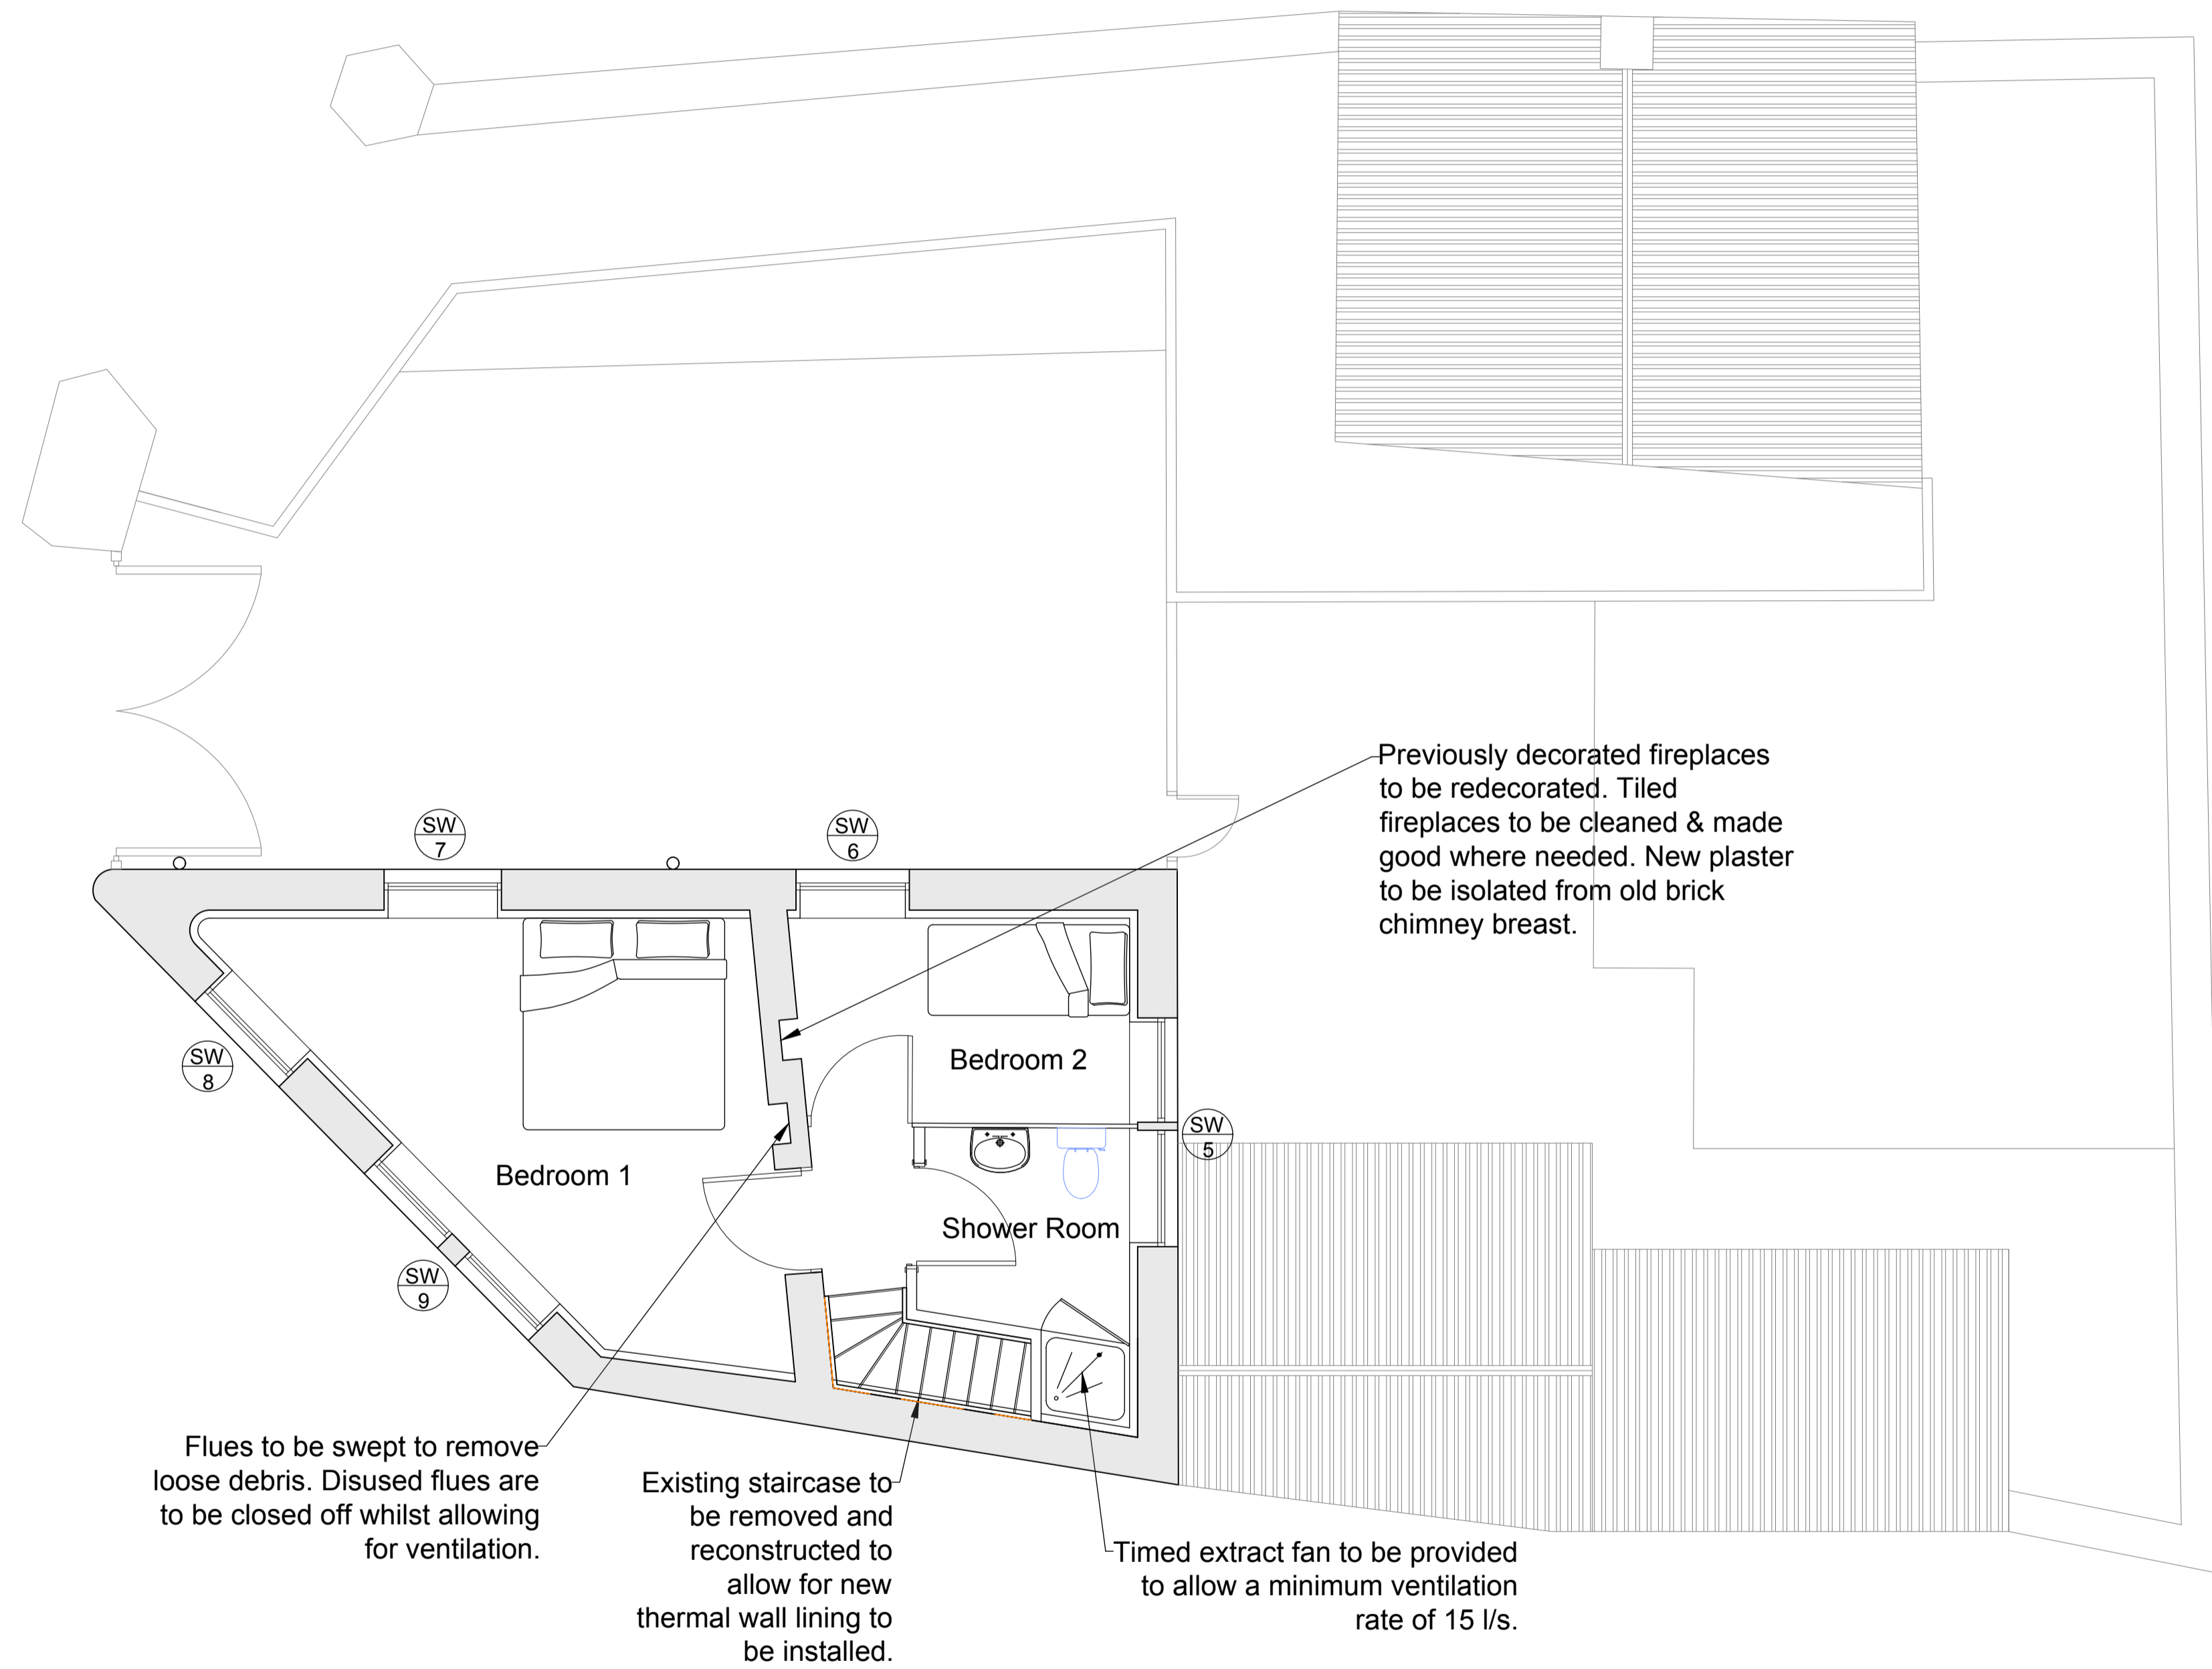 Previously decorated fireplaces
to be redecorated. Tiled
fireplaces to be cleaned & made
good where needed. New plaster
to be isolated from old brick
chimney breast.
SW
7
SW
6
SW
8
Bedroom 2
SW
5
Bedroom 1
Shower Room
SW
9
Flues to be swept to remove
loose debris. Disused flues are
to be closed off whilst allowing
for ventilation.
Existing staircase to
be removed and
reconstructed to
allow for new
thermal wall lining to
be installed.
Timed extract fan to be provided
to allow a minimum ventilation
rate of 15 l/s.